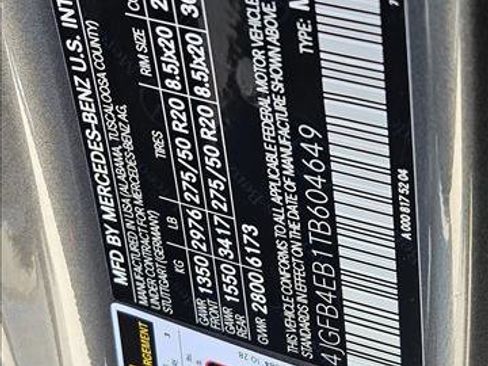 MFD BY MERCEDES-BENZ U.S. INT
MANUFACTURED IN USA (ALABAMA, TUSCALOOSA COUNTY)
UNDER CONTRACT FOR MERCEDES-BENZ AG,
STUTTGART (GERMANY)
KG LB TIRES RIM SIZE
GAWR FRONT 1350 2976 275/50 R20 8.5Jx20
GAWR REAR 1550 3417 275/50 R20 8.5Jx20
GVWR 2800/6173
THIS VEHICLE CONFORMS TO ALL APPLICABLE FEDERAL MOTOR VEHICLE
STANDARDS IN EFFECT ON THE DATE OF MANUFACTURE SHOWN ABOVE.
4JGFB4EB1TB604649 TYPE:
A 000 817 52 04